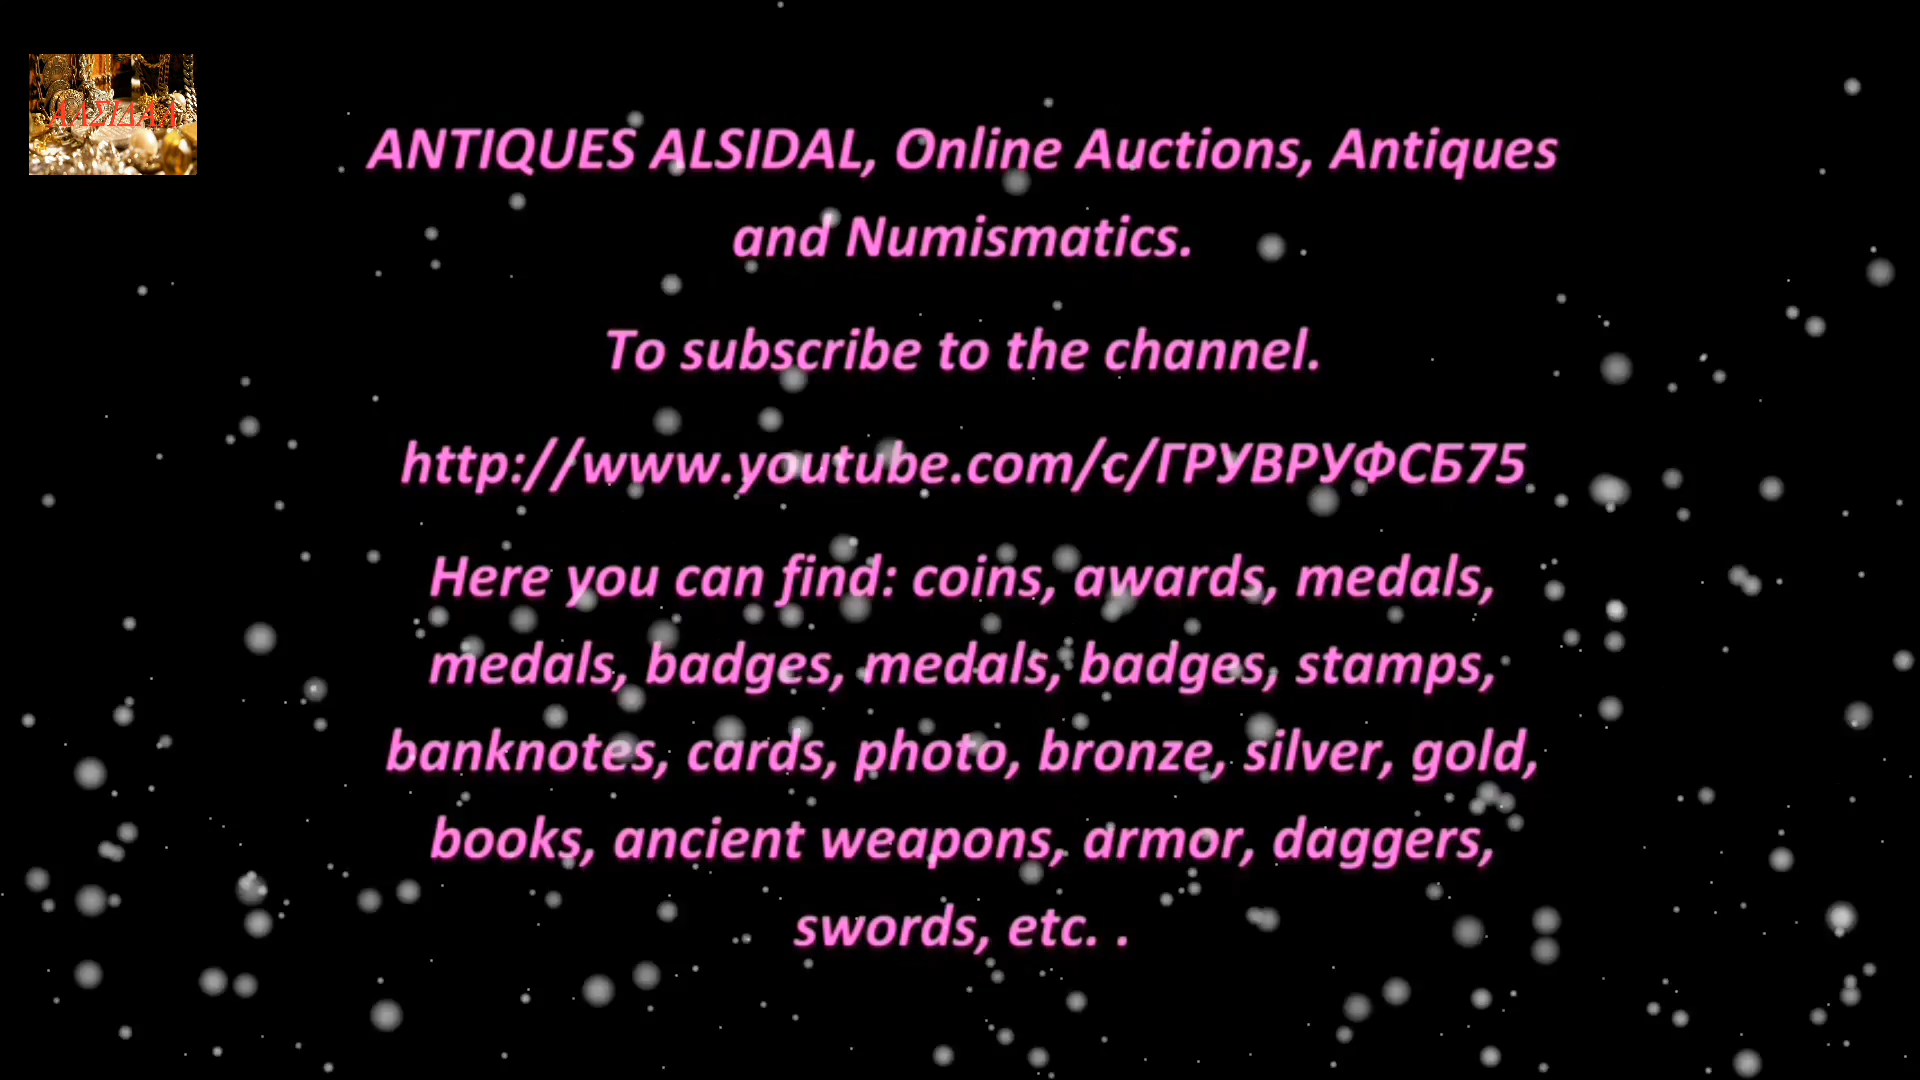 ΑΛΣΙΔΑΛ
ANTIQUES ALSIDAL, Online Auctions, Antiques
and Numismatics.
To subscribe to the channel.
http://www.youtube.com/c/ГРУВРУФСБ75
Here you can find: coins, awards, medals,
medals, badges, medals, badges, stamps,
banknotes, cards, photo, bronze, silver, gold,
books, ancient weapons, armor, daggers,
swords, etc. .